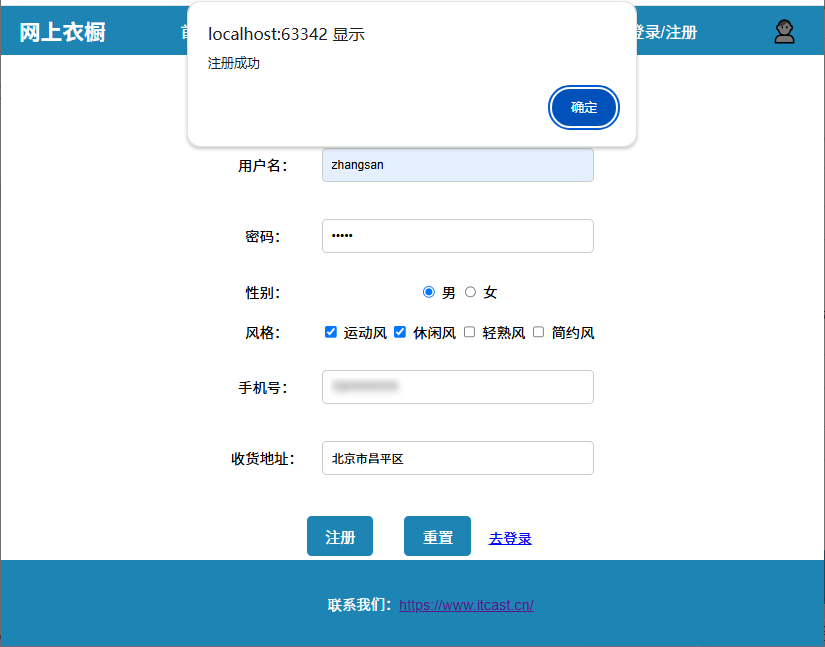 网上衣橱
登录/注册
localhost:63342 显示
注册成功
确定
用户名：
zhangsan
密码：
•••••
性别：
男 女
风格：
运动风 休闲风 轻熟风 简约风
手机号：
收货地址：
北京市昌平区
注册 重置 去登录
联系我们：https://www.itcast.cn/